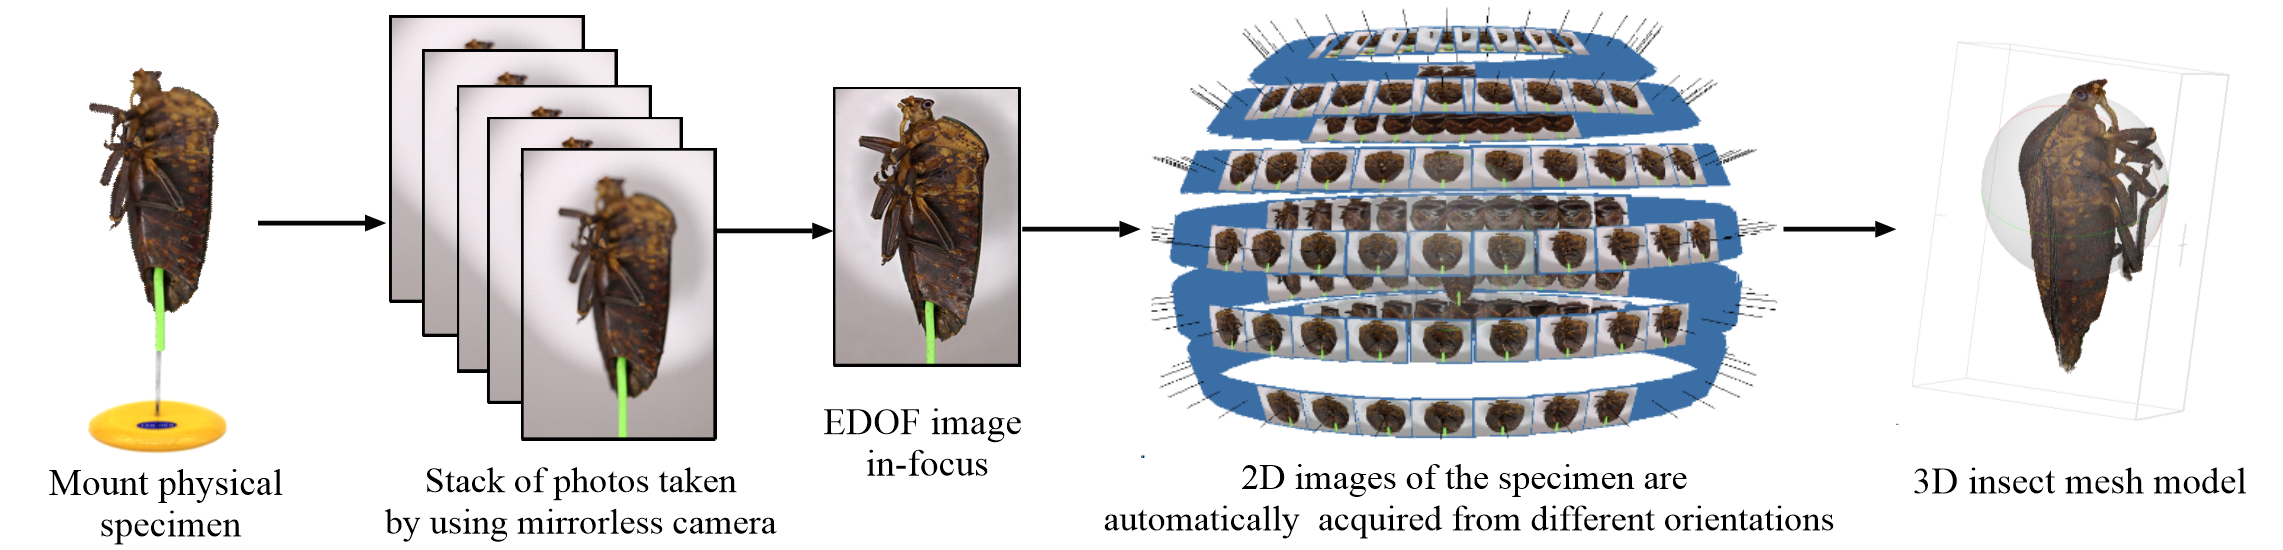 Mount physical
specimen
Stack of photos taken
by using mirrorless camera
EDOF image
in-focus
2D images of the specimen are
automatically acquired from different orientations
3D insect mesh model